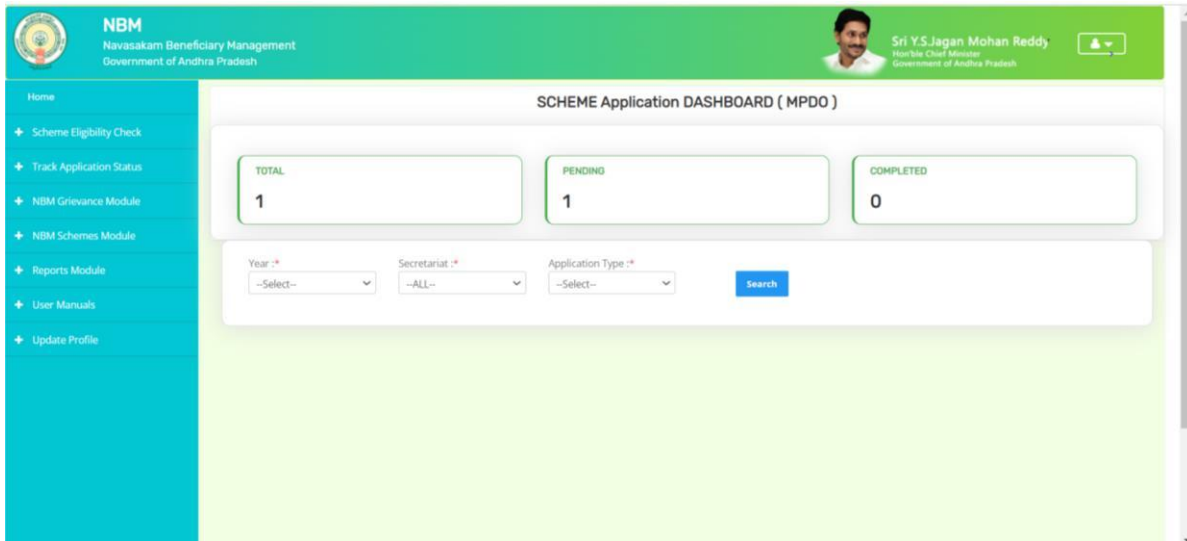 NBM
Navasakam Beneficiary Management
Government of Andhra Pradesh
Sri Y.S.Jagan Mohan Reddy
Hon'ble Chief Minister
Government of Andhra Pradesh
Home
Scheme Eligibility Check
Track Application Status
NBM Grievance Module
NBM Schemes Module
Reports Module
User Manuals
Update Profile
SCHEME Application DASHBOARD ( MPDO )
TOTAL
1
PENDING
1
COMPLETED
0
Year :*
--Select--
Secretariat :*
--ALL--
Application Type :*
--Select--
Search